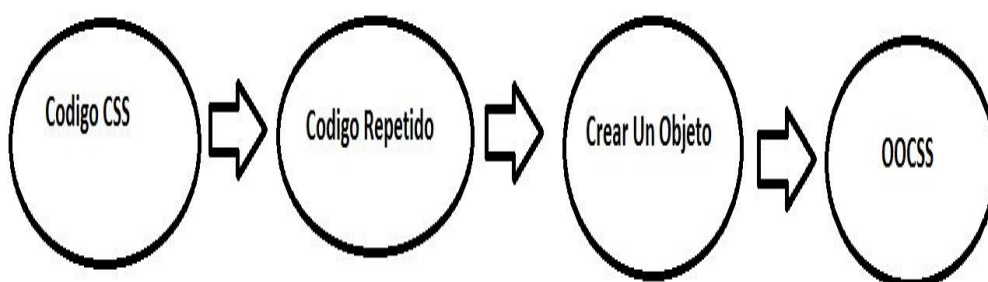 Codigo CSS
Codigo Repetido
Crear Un Objeto
OOCSS